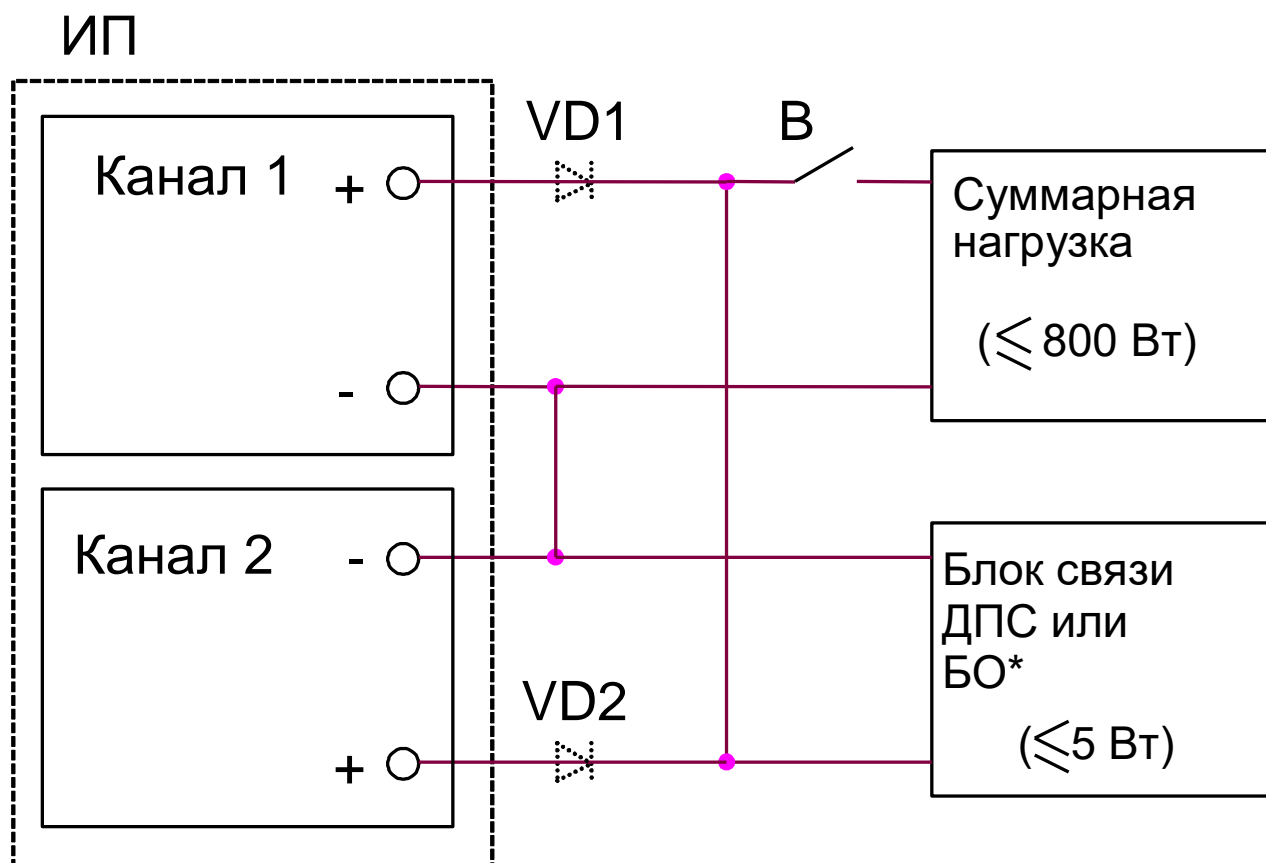 ИП
VD1
В
Канал 1
+
Суммарная
нагрузка
(⩽ 800 Вт)
-
Канал 2
-
Блок связи
ДПС или
БО*
VD2
(⩽5 Вт)
+